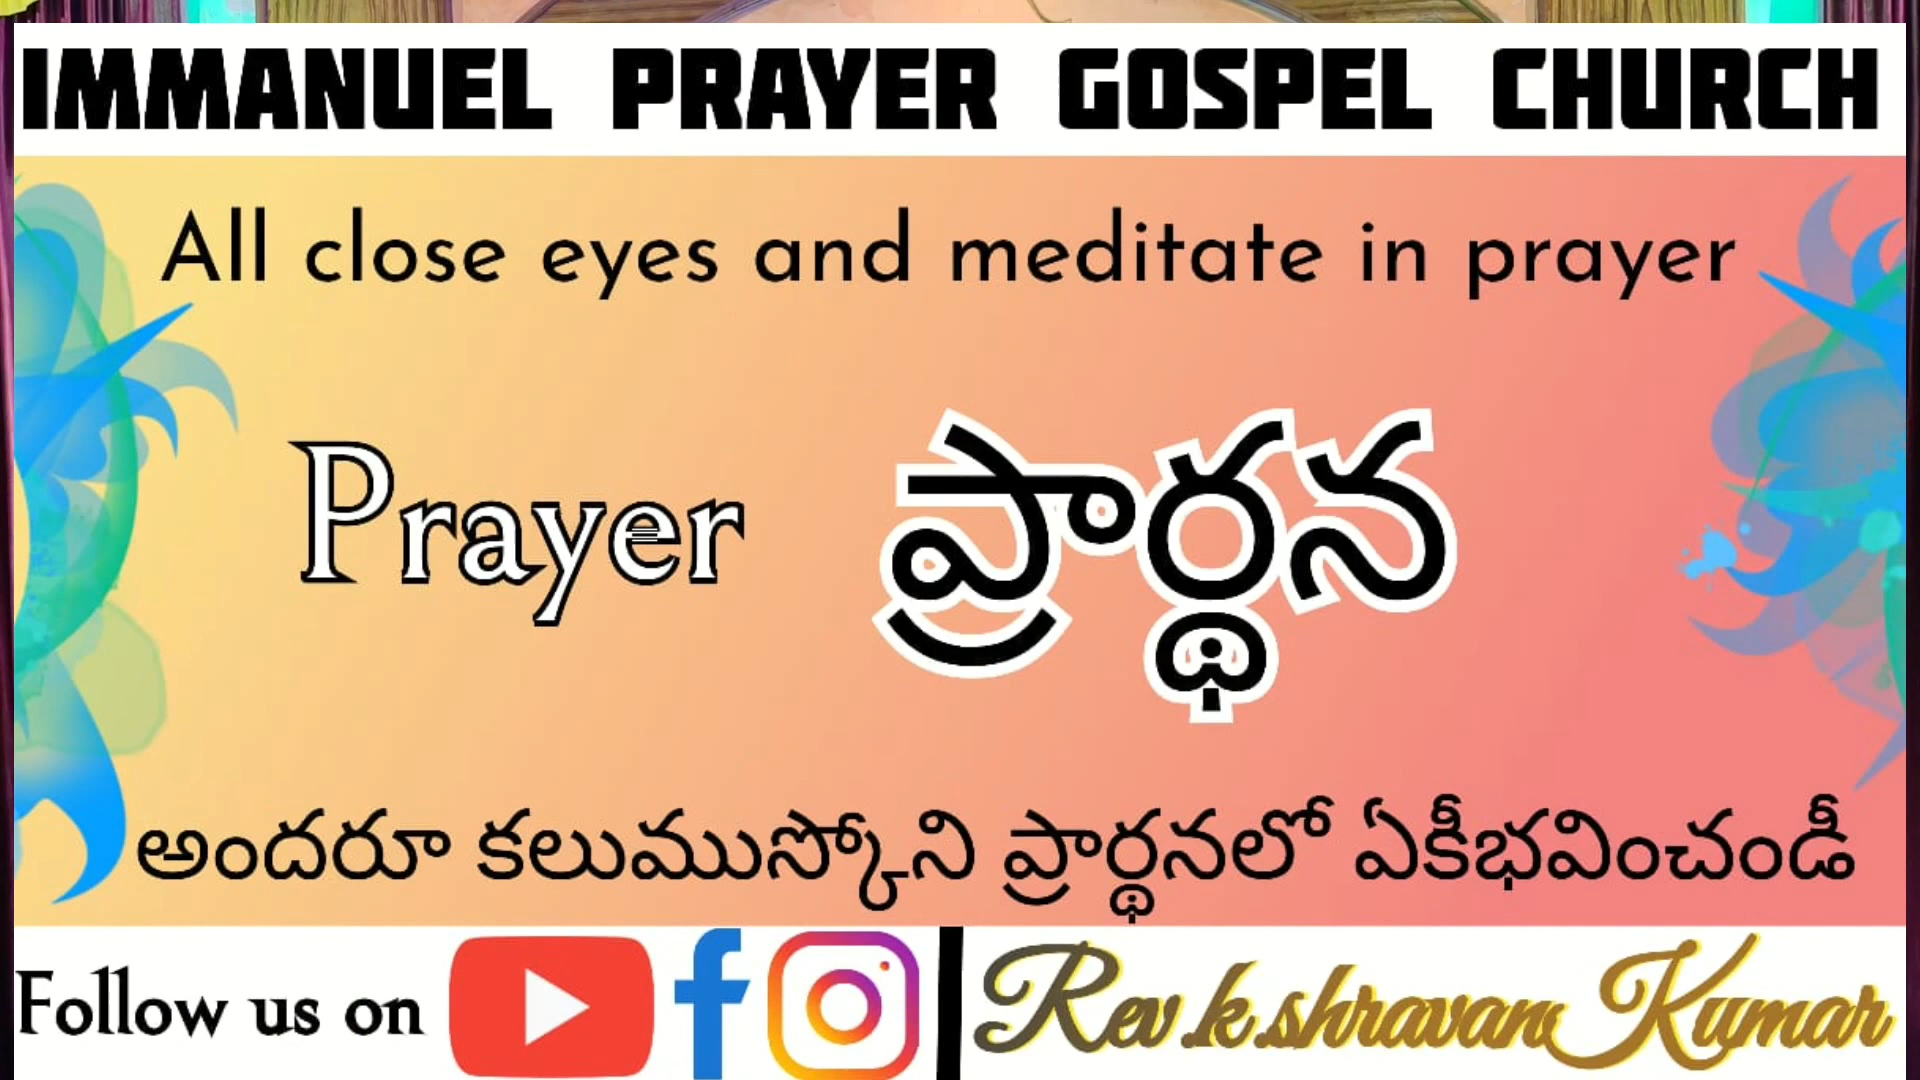 IMMANUEL PRAYER GOSPEL CHURCH
All close eyes and meditate in prayer
Prayer ప్రార్థన
అందరూ కలుముస్కోని ప్రార్థనలో ఏకీభవించండీ
Follow us on Rev.k.shravan Kumar